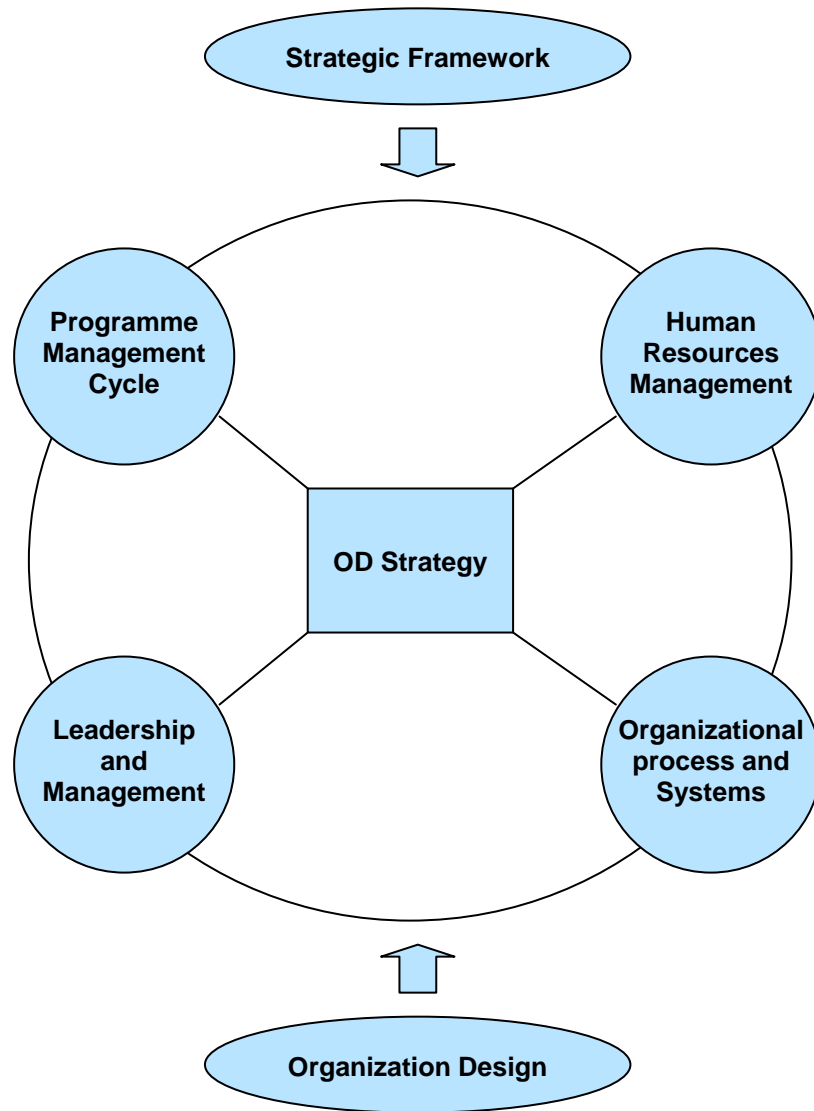 Strategic Framework
Programme
Management
Cycle
Human
Resources
Management
OD Strategy
Leadership
and
Management
Organizational
process and
Systems
Organization Design